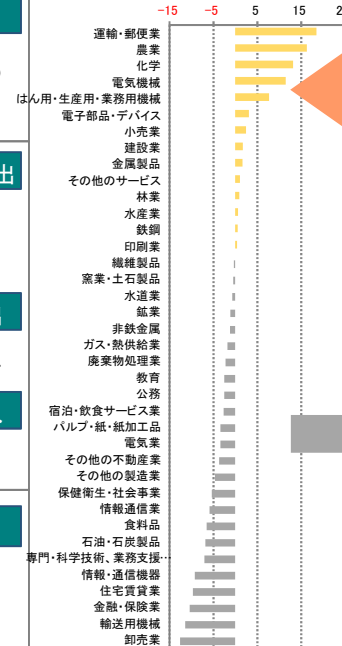 -15 -5 5 15 2
運輸・郵便業
農業
化学
電気機械
はん用・生産用・業務用機械
電子部品・デバイス
小売業
建設業
金属製品
その他のサービス
林業
水産業
鉄鋼
印刷業
繊維製品
出
窯業・土石製品
水道業
鉱業
非鉄金属
ガス・熱供給業
廃棄物処理業
教育
公務
宿泊・飲食サービス業
パルプ・紙・紙加工品
電気業
その他の不動産業
その他の製造業
保健衛生・社会事業
情報通信業
食料品
石油・石炭製品
専門・科学技術、業務支援…
情報・通信機器
住宅賃貸業
金融・保険業
輸送用機械
卸売業